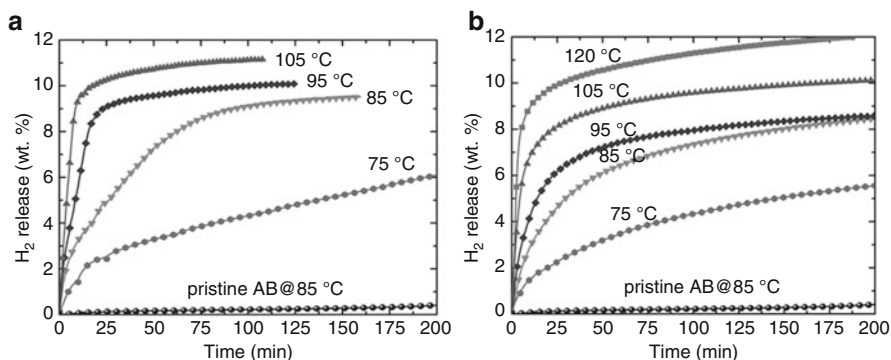 a
12
10
8
6
4
2
0
H₂ release (wt. %)
105 °C
95 °C
85 °C
75 °C
pristine AB@85 °C
0 25 50 75 100 125 150 175 200
Time (min)
b
12
10
8
6
4
2
0
H₂ release (wt. %)
120 °C
105 °C
95 °C
85 °C
75 °C
pristine AB@85 °C
0 25 50 75 100 125 150 175 200
Time (min)